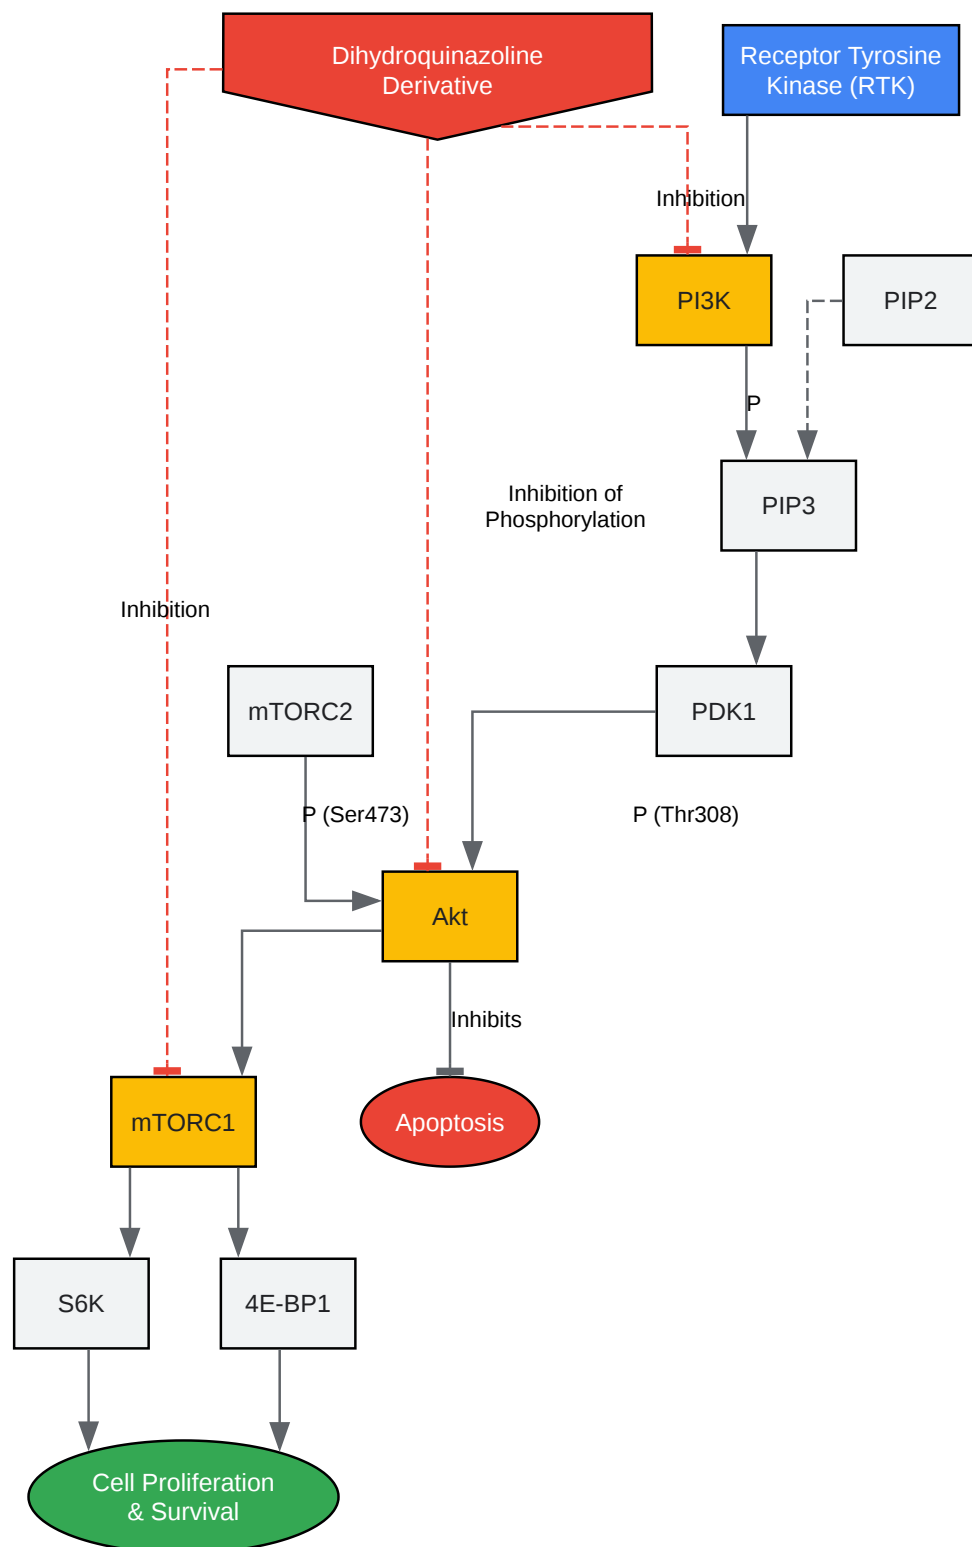 Dihydroquinazoline
Derivative
Receptor Tyrosine
Kinase (RTK)
Inhibition
PI3K
PIP2
P
Inhibition of
Phosphorylation
PIP3
Inhibition
mTORC2
PDK1
P (Ser473)
P (Thr308)
Akt
Inhibits
mTORC1
Apoptosis
S6K
4E-BP1
Cell Proliferation
& Survival